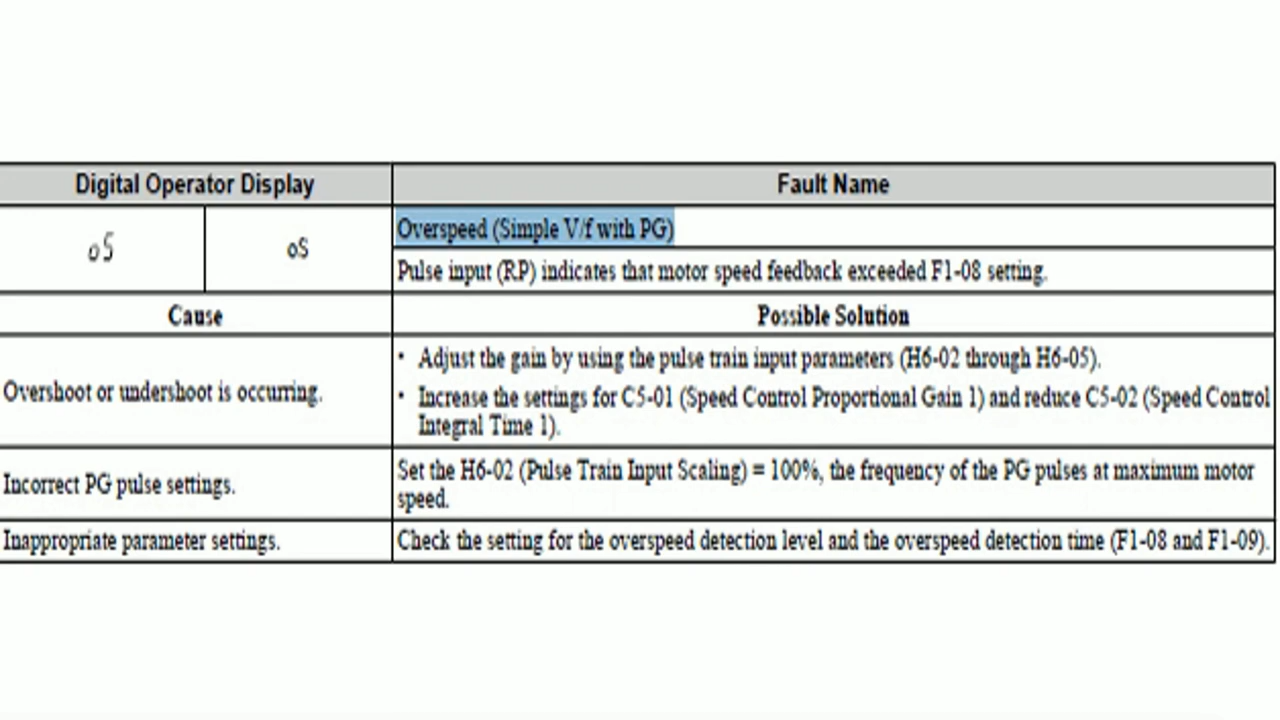 Digital Operator Display
Fault Name
oS
oS
Overspeed (Simple V/f with PG)
Pulse input (RP) indicates that motor speed feedback exceeded F1-08 setting.
Cause
Possible Solution
Overshoot or undershoot is occurring.
• Adjust the gain by using the pulse train input parameters (H6-02 through H6-05).
• Increase the settings for C5-01 (Speed Control Proportional Gain 1) and reduce C5-02 (Speed Control
Integral Time 1).
Incorrect PG pulse settings.
Set the H6-02 (Pulse Train Input Scaling) = 100%, the frequency of the PG pulses at maximum motor
speed.
Inappropriate parameter settings.
Check the setting for the overspeed detection level and the overspeed detection time (F1-08 and F1-09).